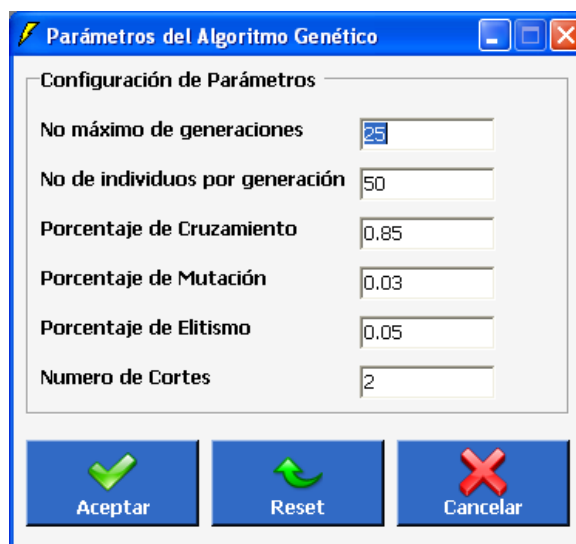 Parámetros del Algoritmo Genético
Configuración de Parámetros
No máximo de generaciones 25
No de individuos por generación 50
Porcentaje de Cruzamiento 0.85
Porcentaje de Mutación 0.03
Porcentaje de Elitismo 0.05
Numero de Cortes 2
Aceptar Reset Cancelar